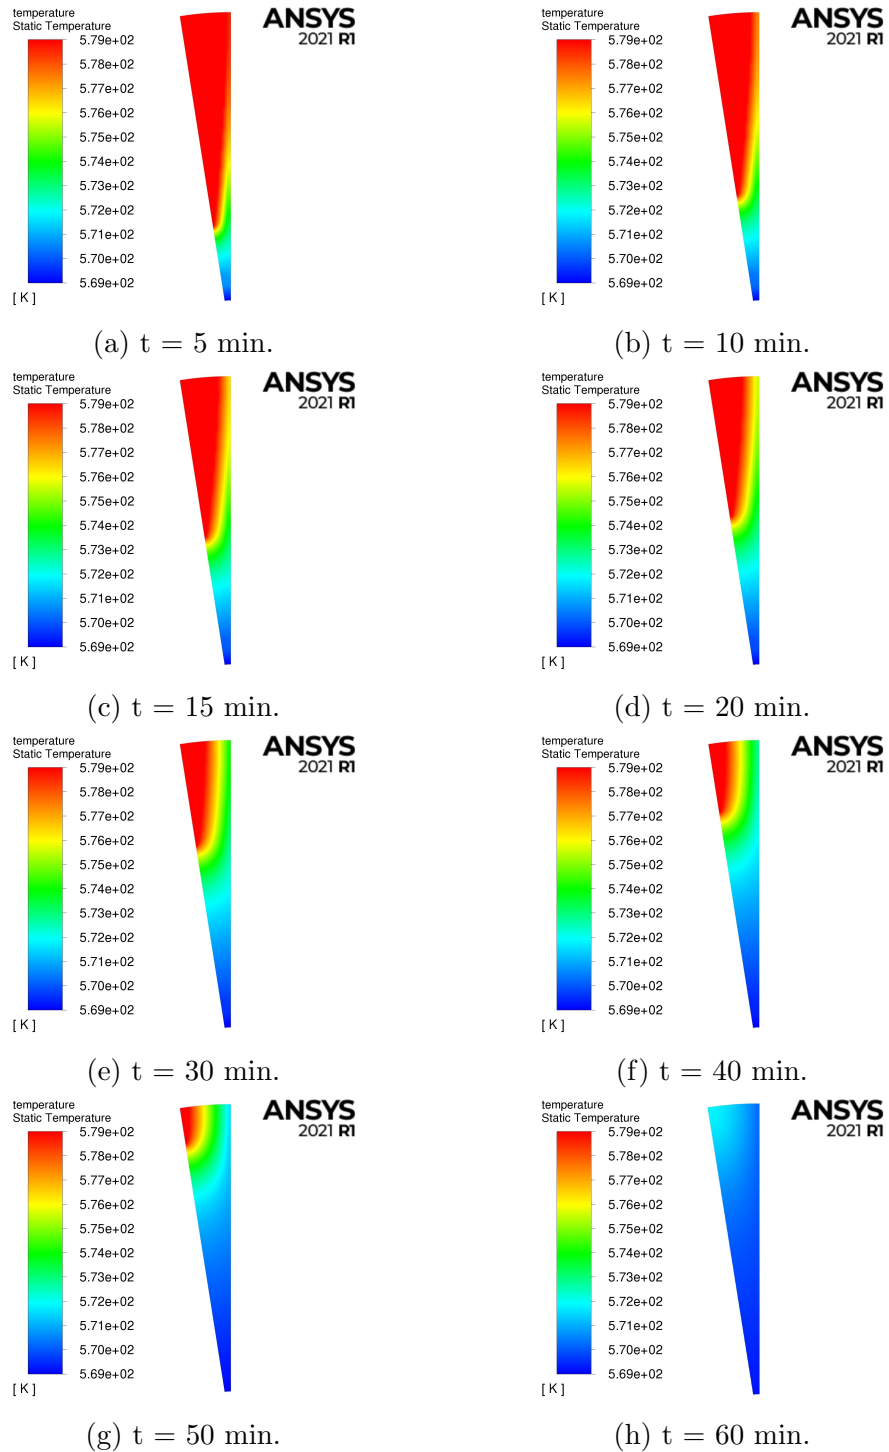 temperature
Static Temperature
ANSYS
2021 R1
5.79e+02
5.78e+02
5.77e+02
5.76e+02
5.75e+02
5.74e+02
5.73e+02
5.72e+02
5.71e+02
5.70e+02
5.69e+02
[ K ]
(a) t = 5 min.
temperature
Static Temperature
ANSYS
2021 R1
5.79e+02
5.78e+02
5.77e+02
5.76e+02
5.75e+02
5.74e+02
5.73e+02
5.72e+02
5.71e+02
5.70e+02
5.69e+02
[ K ]
(b) t = 10 min.
temperature
Static Temperature
ANSYS
2021 R1
5.79e+02
5.78e+02
5.77e+02
5.76e+02
5.75e+02
5.74e+02
5.73e+02
5.72e+02
5.71e+02
5.70e+02
5.69e+02
[ K ]
(c) t = 15 min.
temperature
Static Temperature
ANSYS
2021 R1
5.79e+02
5.78e+02
5.77e+02
5.76e+02
5.75e+02
5.74e+02
5.73e+02
5.72e+02
5.71e+02
5.70e+02
5.69e+02
[ K ]
(d) t = 20 min.
temperature
Static Temperature
ANSYS
2021 R1
5.79e+02
5.78e+02
5.77e+02
5.76e+02
5.75e+02
5.74e+02
5.73e+02
5.72e+02
5.71e+02
5.70e+02
5.69e+02
[ K ]
(e) t = 30 min.
temperature
Static Temperature
ANSYS
2021 R1
5.79e+02
5.78e+02
5.77e+02
5.76e+02
5.75e+02
5.74e+02
5.73e+02
5.72e+02
5.71e+02
5.70e+02
5.69e+02
[ K ]
(f) t = 40 min.
temperature
Static Temperature
ANSYS
2021 R1
5.79e+02
5.78e+02
5.77e+02
5.76e+02
5.75e+02
5.74e+02
5.73e+02
5.72e+02
5.71e+02
5.70e+02
5.69e+02
[ K ]
(g) t = 50 min.
temperature
Static Temperature
ANSYS
2021 R1
5.79e+02
5.78e+02
5.77e+02
5.76e+02
5.75e+02
5.74e+02
5.73e+02
5.72e+02
5.71e+02
5.70e+02
5.69e+02
[ K ]
(h) t = 60 min.